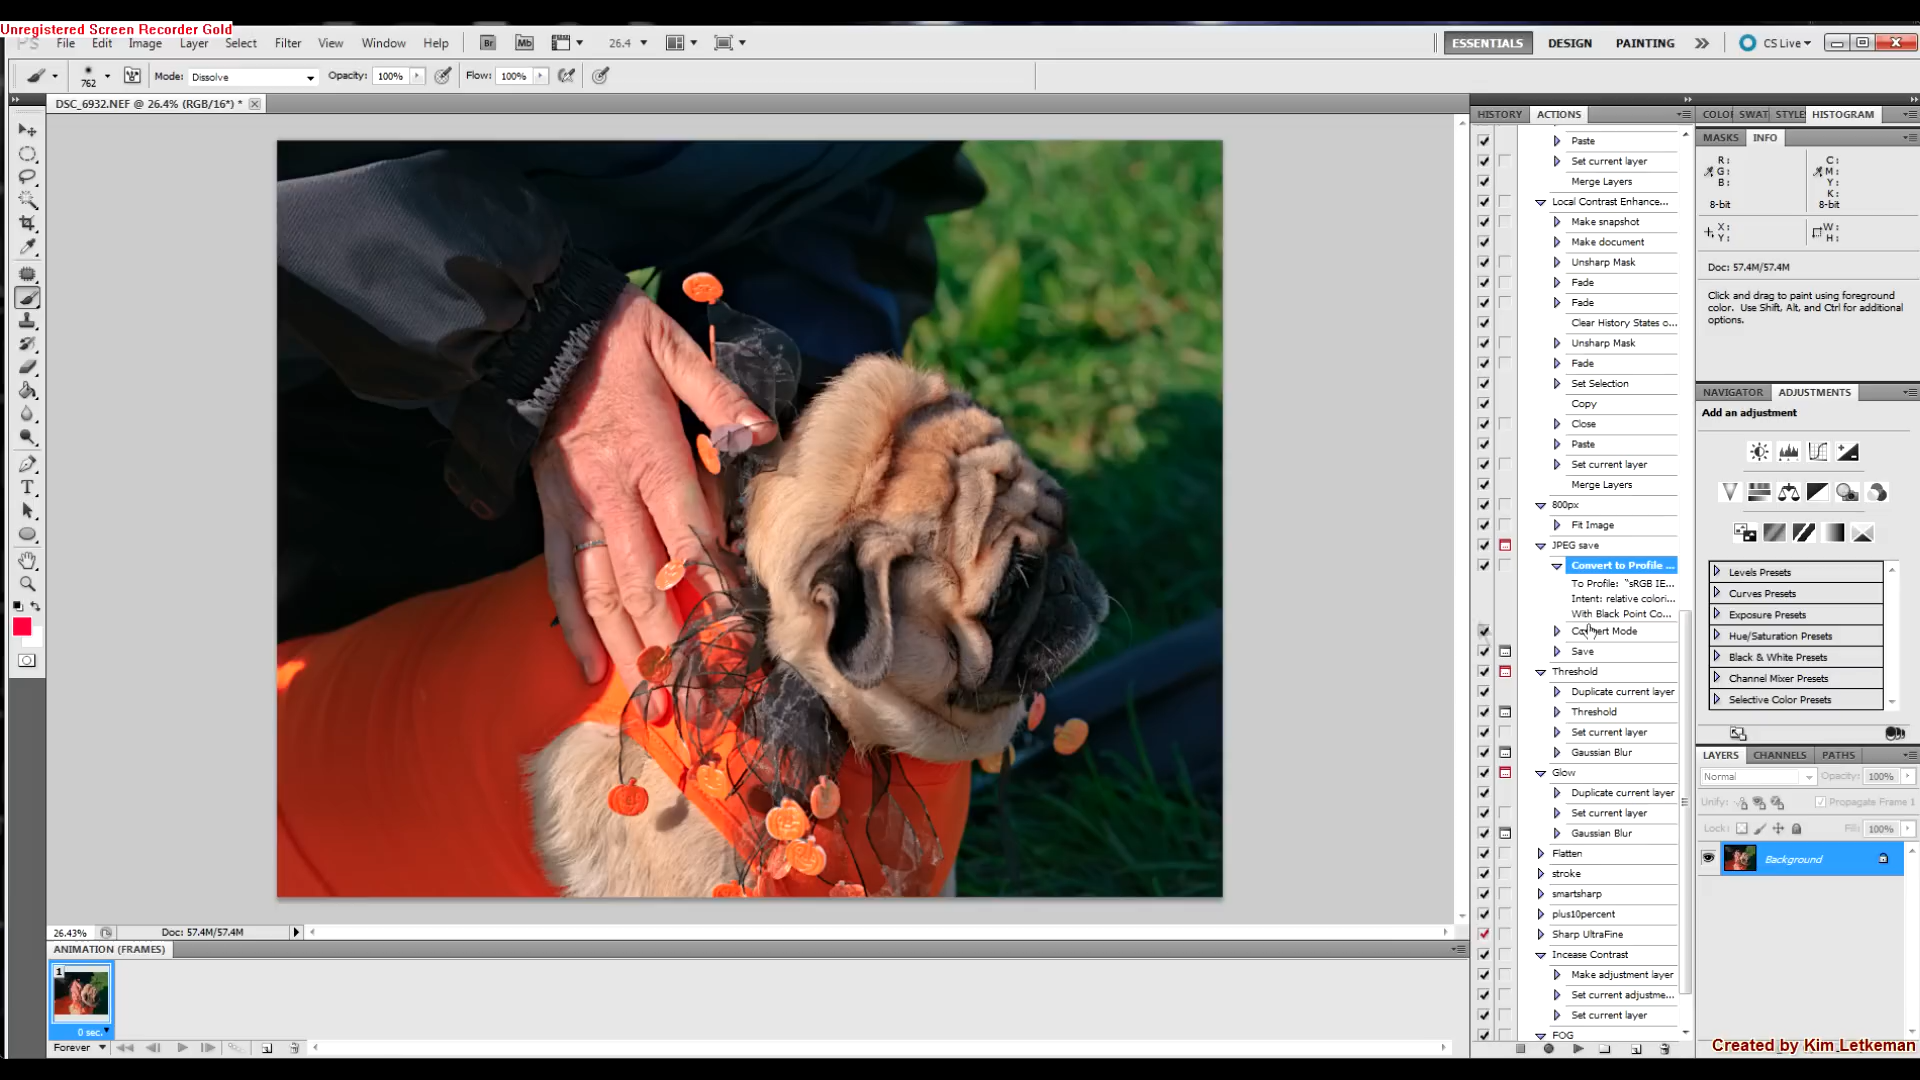 Unregistered Screen Recorder Gold
File Edit Image Layer Select Filter View Window Help Br Mb 26.4 ESSENTIALS DESIGN PAINTING CS Live
762 Mode: Dissolve Opacity: 100% Flow: 100%
DSC_6932.NEF @ 26.4% (RGB/16*) *
HISTORY ACTIONS
Paste
Set current layer
Merge Layers
Local Contrast Enhance...
Make snapshot
Make document
Unsharp Mask
Fade
Fade
Clear History States o...
Unsharp Mask
Fade
Set Selection
Copy
Close
Paste
Set current layer
Merge Layers
800px
Fit Image
JPEG save
Convert to Profile ...
To Profile: "sRGB IE...
Intent: relative colori...
With Black Point Co...
Convert Mode
Save
Threshold
Duplicate current layer
Threshold
Set current layer
Gaussian Blur
Glow
Duplicate current layer
Set current layer
Gaussian Blur
Flatten
stroke
smartsharp
plus10percent
Sharp UltraFine
Incease Contrast
Make adjustment layer
Set current adjustme...
Set current layer
FOG
COLO SWAT STYLE HISTOGRAM
MASKS INFO
R: C:
G: M:
B: Y:
K:
8-bit 8-bit
X: W:
Y: H:
Doc: 57.4M/57.4M
Click and drag to paint using foreground
color. Use Shift, Alt, and Ctrl for additional
options.
NAVIGATOR ADJUSTMENTS
Add an adjustment
Levels Presets
Curves Presets
Exposure Presets
Hue/Saturation Presets
Black & White Presets
Channel Mixer Presets
Selective Color Presets
LAYERS CHANNELS PATHS
Normal Opacity: 100%
Unify: Propagate Frame 1
Lock: Fill: 100%
Background
26.43% Doc: 57.4M/57.4M
ANIMATION (FRAMES)
1
0 sec.
Forever
Created by Kim_Letkeman